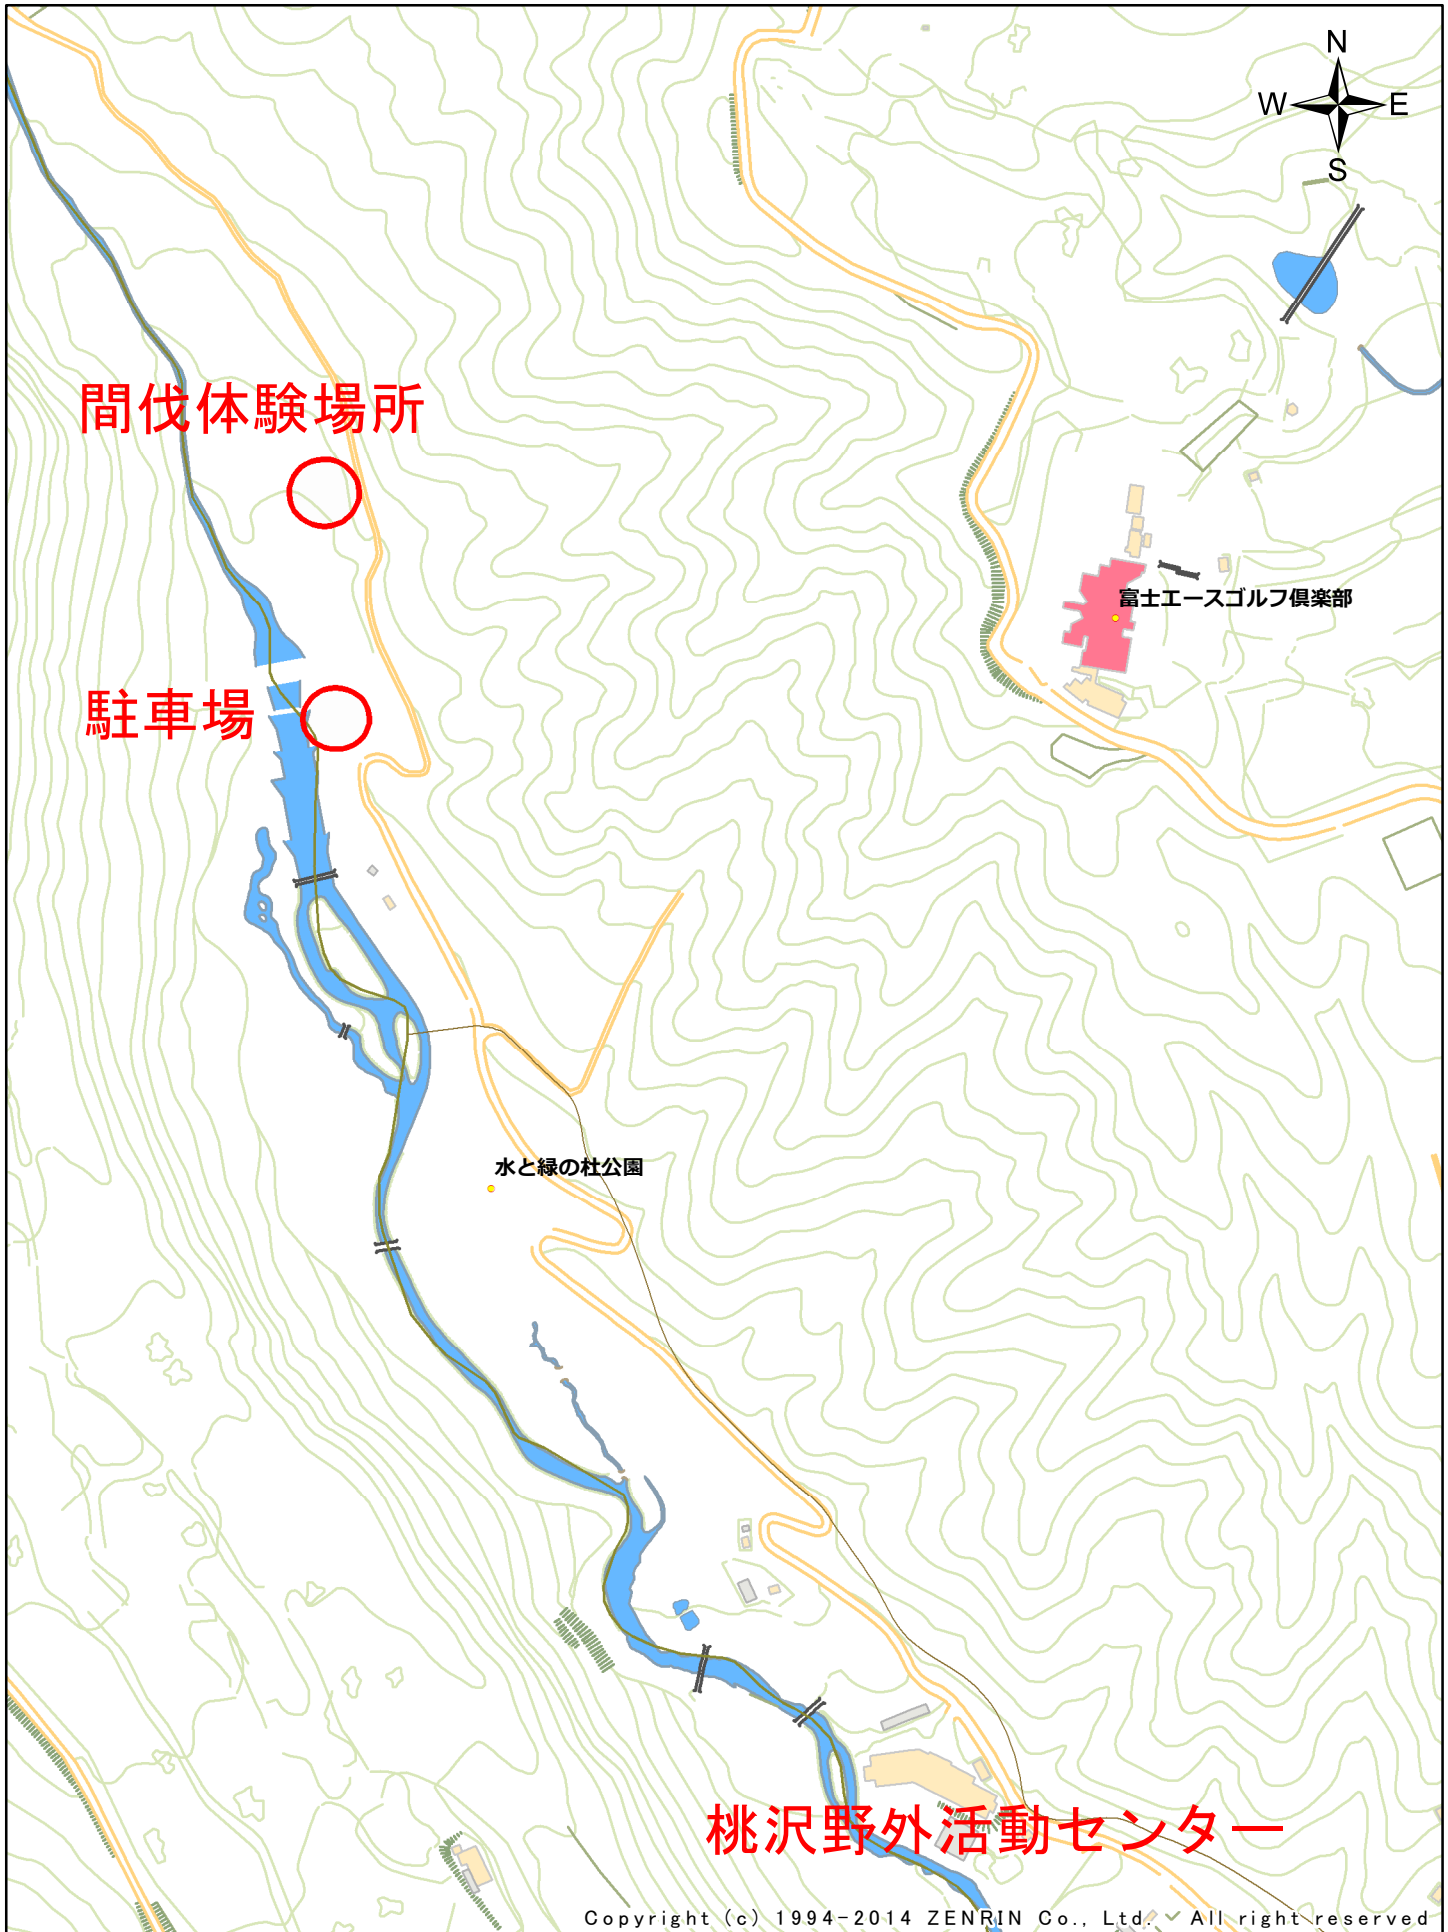 N
W E
S
間伐体験場所
富士エースゴルフ倶楽部
駐車場
水と緑の杜公園
桃沢野外活動センター
Copyright (c) 1994-2014 ZENRIN Co., Ltd. All right reserved